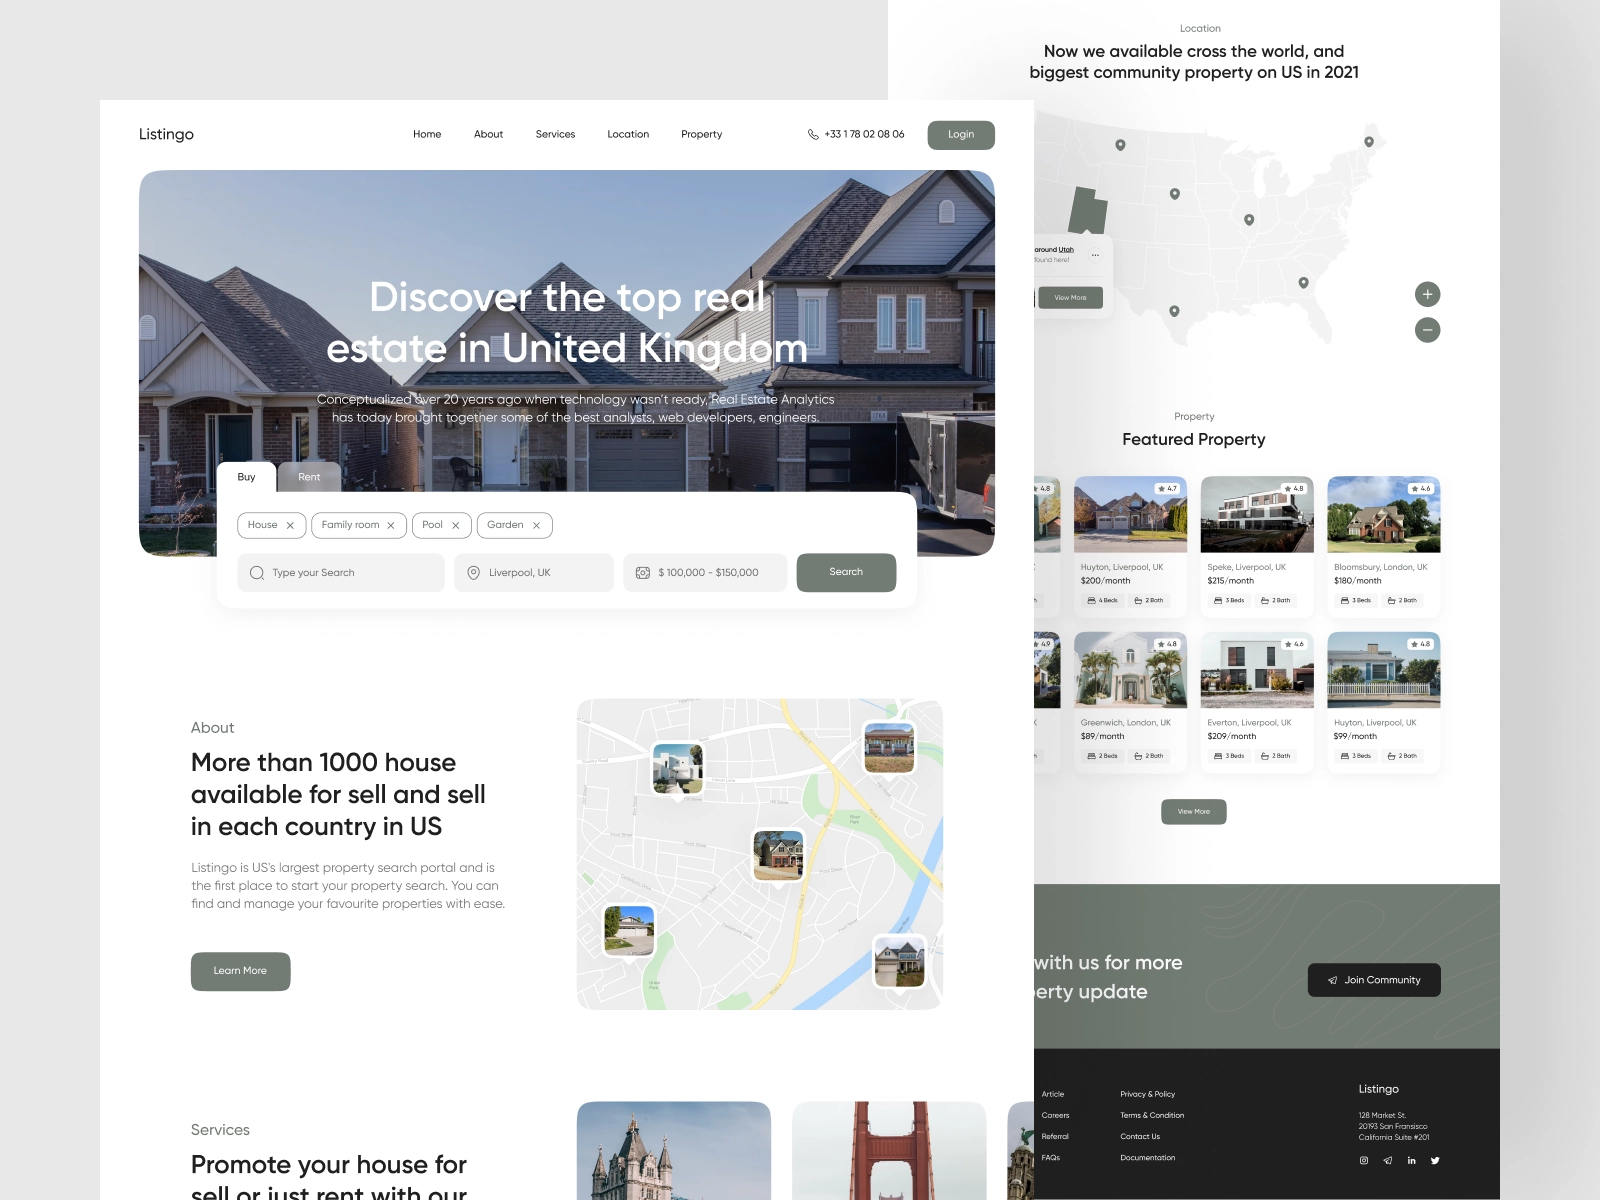 Listingo
Home
About
Services
Location
Property
+33 1 78 02 08 06
Login
Discover the top real
estate in United Kingdom
Conceptualized over 20 years ago when technology wasn't ready, Real Estate Analytics
has today brought together some of the best analysts, web developers, engineers.
Buy
Rent
House
Family room
Pool
Garden
Type your Search
Liverpool, UK
$ 100,000 - $150,000
Search
About
More than 1000 house
available for sell and sell
in each country in US
Listingo is US's largest property search portal and is
the first place to start your property search. You can
find and manage your favourite properties with ease.
Learn More
Services
Promote your house for
sell or just rent with our
Location
Now we available cross the world, and
biggest community property on US in 2021
around Utah
found here!
View More
Property
Featured Property
4.8
4.7
4.8
4.6
Huyton, Liverpool, UK
$200/month
4 Beds
2 Bath
Speke, Liverpool, UK
$215/month
3 Beds
2 Bath
Bloomsbury, London, UK
$180/month
3 Beds
2 Bath
4.9
4.8
4.6
4.8
Greenwich, London, UK
$89/month
2 Beds
2 Bath
Everton, Liverpool, UK
$209/month
3 Beds
2 Bath
Huyton, Liverpool, UK
$99/month
3 Beds
2 Bath
View More
with us for more
perty update
Join Community
Article
Careers
Referral
FAQs
Privacy & Policy
Terms & Condition
Contact Us
Documentation
Listingo
128 Market St.
20193 San Fransisco
California Suite #201